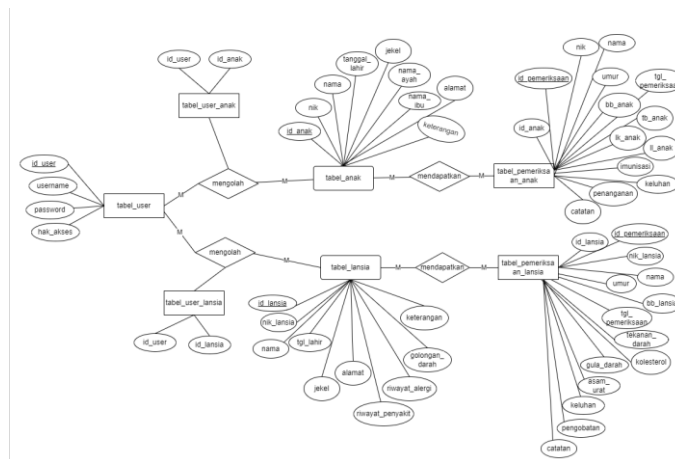 id_user
id_anak
tabel_user_anak
id_user
username
password
hak_akses
tabel_user
M
mengolah
M
nik
nama
tanggal_
lahir
jekel
nama_
ayah
nama_
ibu
alamat
keterangan
id_anak
tabel_anak
M
mendapatkan
M
id_pemeriksaan
nik
nama
umur
tgl_
pemeriksaan
bb_anak
tb_anak
lk_anak
ll_anak
imunisasi
keluhan
penanganan
catatan
id_anak
tabel_pemeriks
an_anak
M
mengolah
M
tabel_user_lansia
id_user
id_lansia
tabel_lansia
id_lansia
nik_lansia
nama
tgl_lahir
jekel
alamat
riwayat_penyakit
riwayat_alergi
golongan_
darah
keterangan
M
mendapatkan
M
tabel_pemeriksa
an_lansia
id_lansia
id_pemeriksaan
nik_lansia
nama
umur
bb_lansia
tgl_
pemeriksaan
tekanan_
darah
kolesterol
gula_darah
asam_
urat
keluhan
pengobatan
catatan